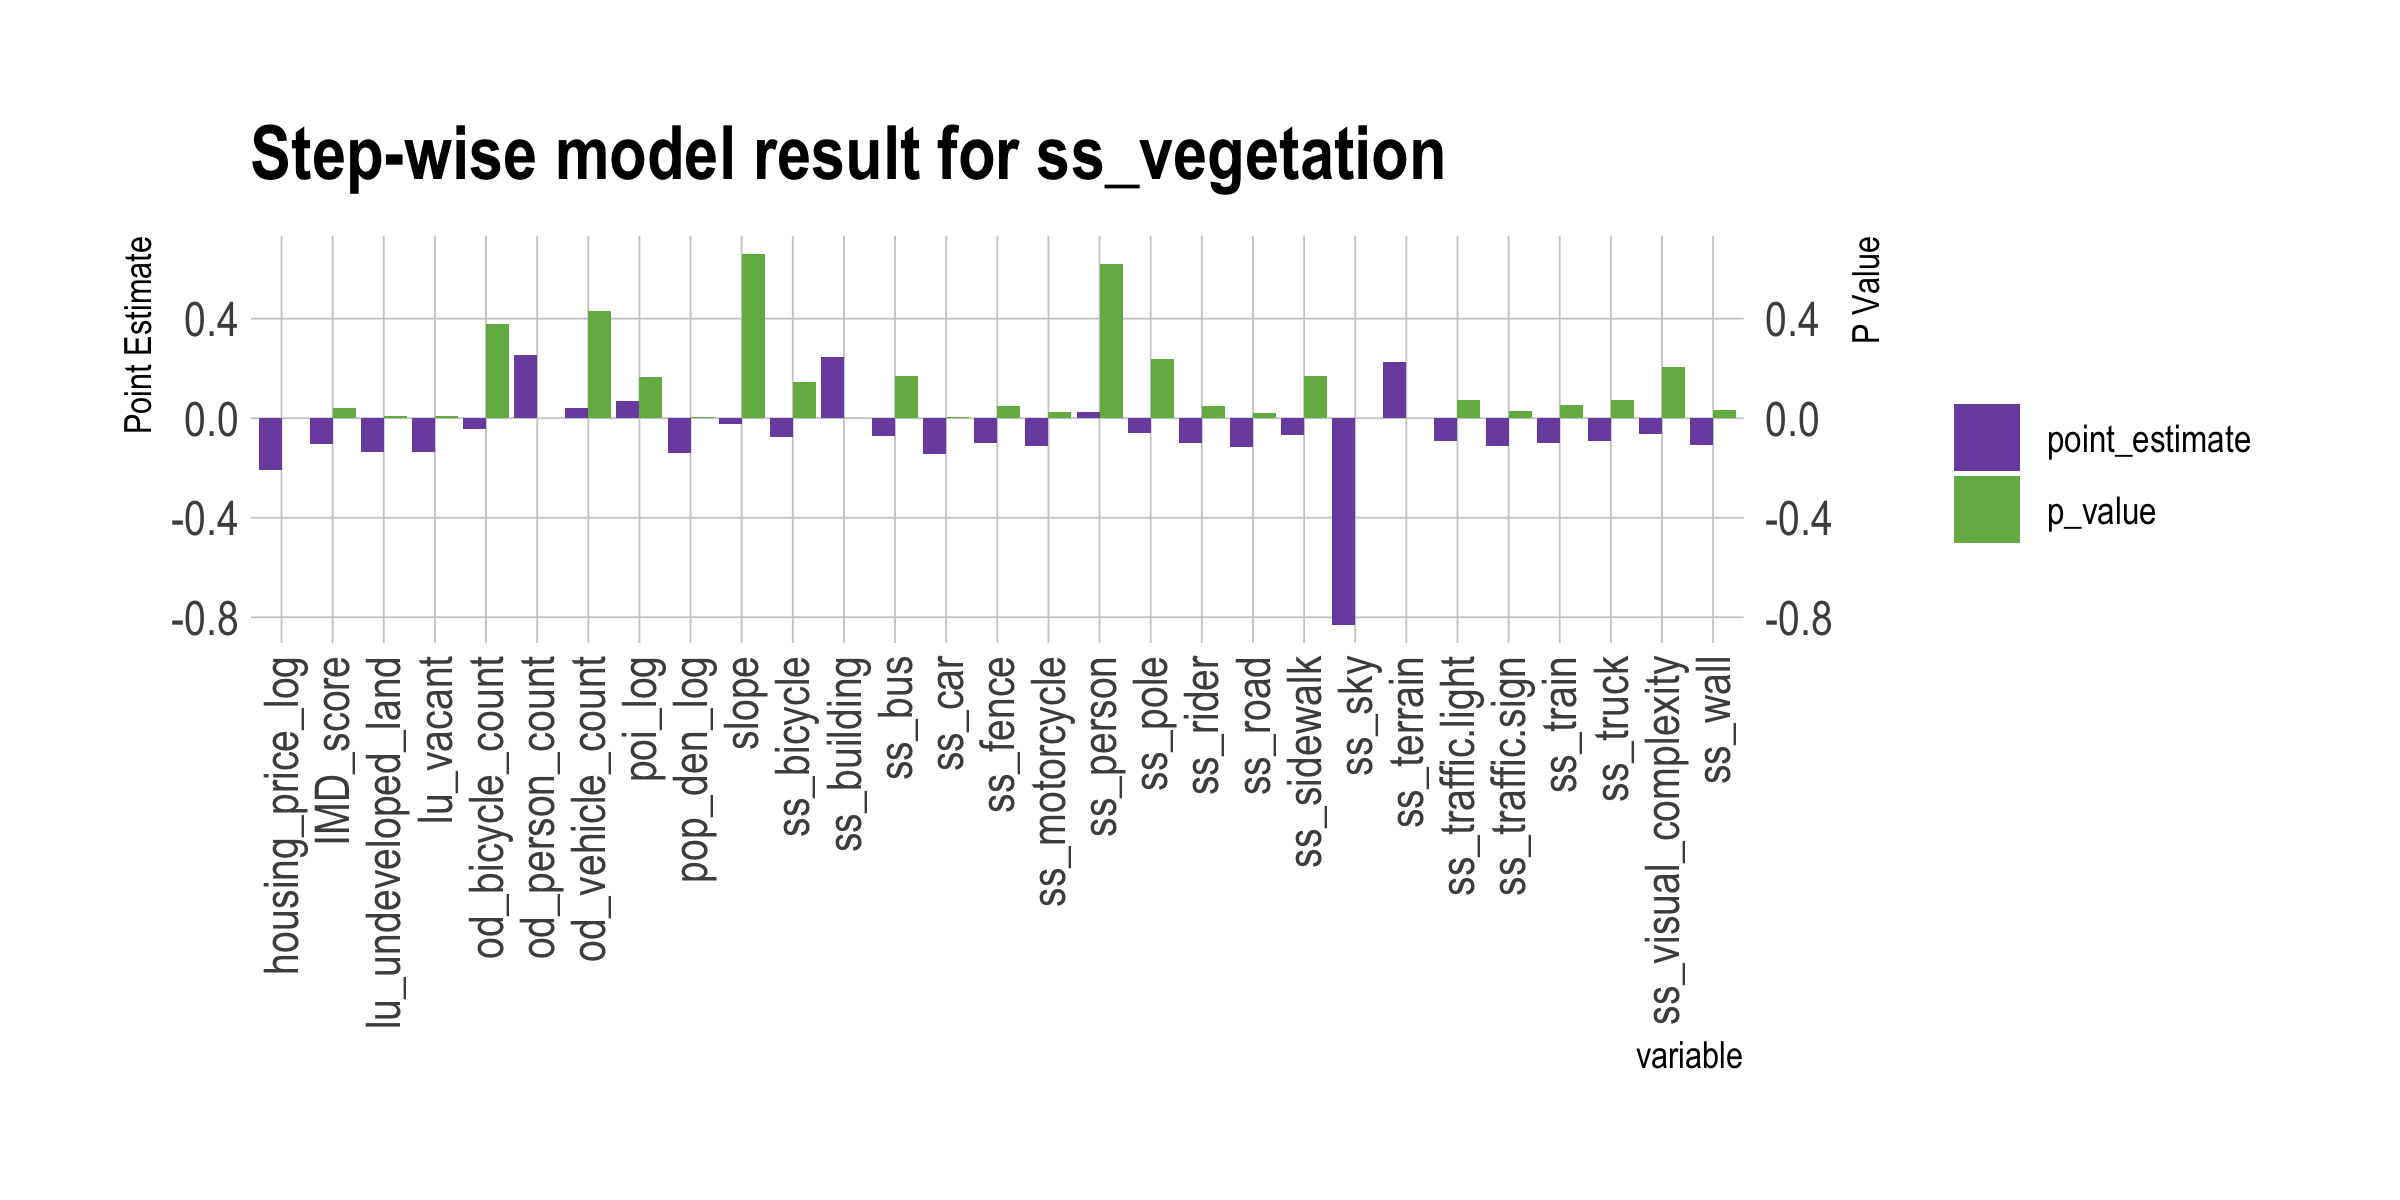 Step-wise model result for ss_vegetation
Point Estimate
P Value
0.4
0.0
-0.4
-0.8
0.4
0.0
-0.4
-0.8
point_estimate
p_value
housing_price_log
IMD_score
lu_undeveloped_land
lu_vacant
od_bicycle_count
od_person_count
od_vehicle_count
poi_log
pop_den_log
slope
ss_bicycle
ss_building
ss_bus
ss_car
ss_fence
ss_motorcycle
ss_person
ss_pole
ss_rider
ss_road
ss_sidewalk
ss_sky
ss_terrain
ss_traffic.light
ss_traffic.sign
ss_train
ss_truck
ss_visual_complexity
ss_wall
variable